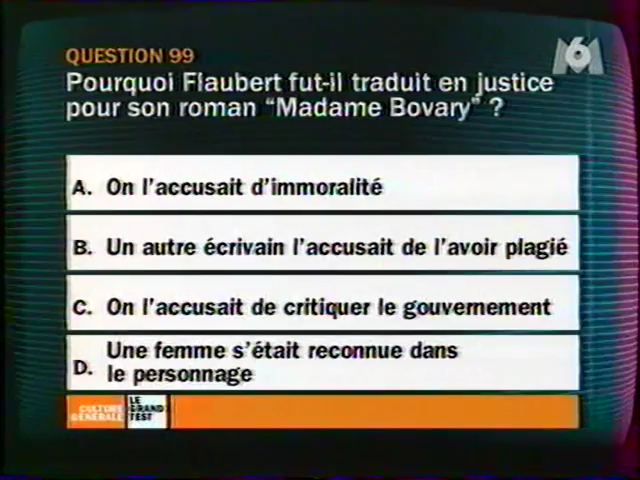 QUESTION 99
Pourquoi Flaubert fut-il traduit en justice
pour son roman “Madame Bovary” ?
A. On l’accusait d’immoralité
B. Un autre écrivain l’accusait de l’avoir plagié
C. On l’accusait de critiquer le gouvernement
D. Une femme s’était reconnue dans
le personnage
CULTURE
GÉNÉRALE
LE
GRAND
TEST
M6